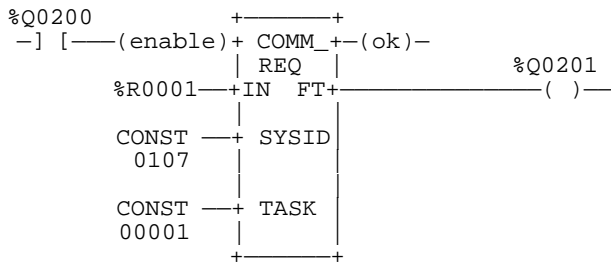 %Q0200
─] [──(enable)+ COMM_+─(ok)─
REQ %Q0201
%R0001──+IN FT+────────────( )──
CONST ──+ SYSID
0107
CONST ──+ TASK
00001